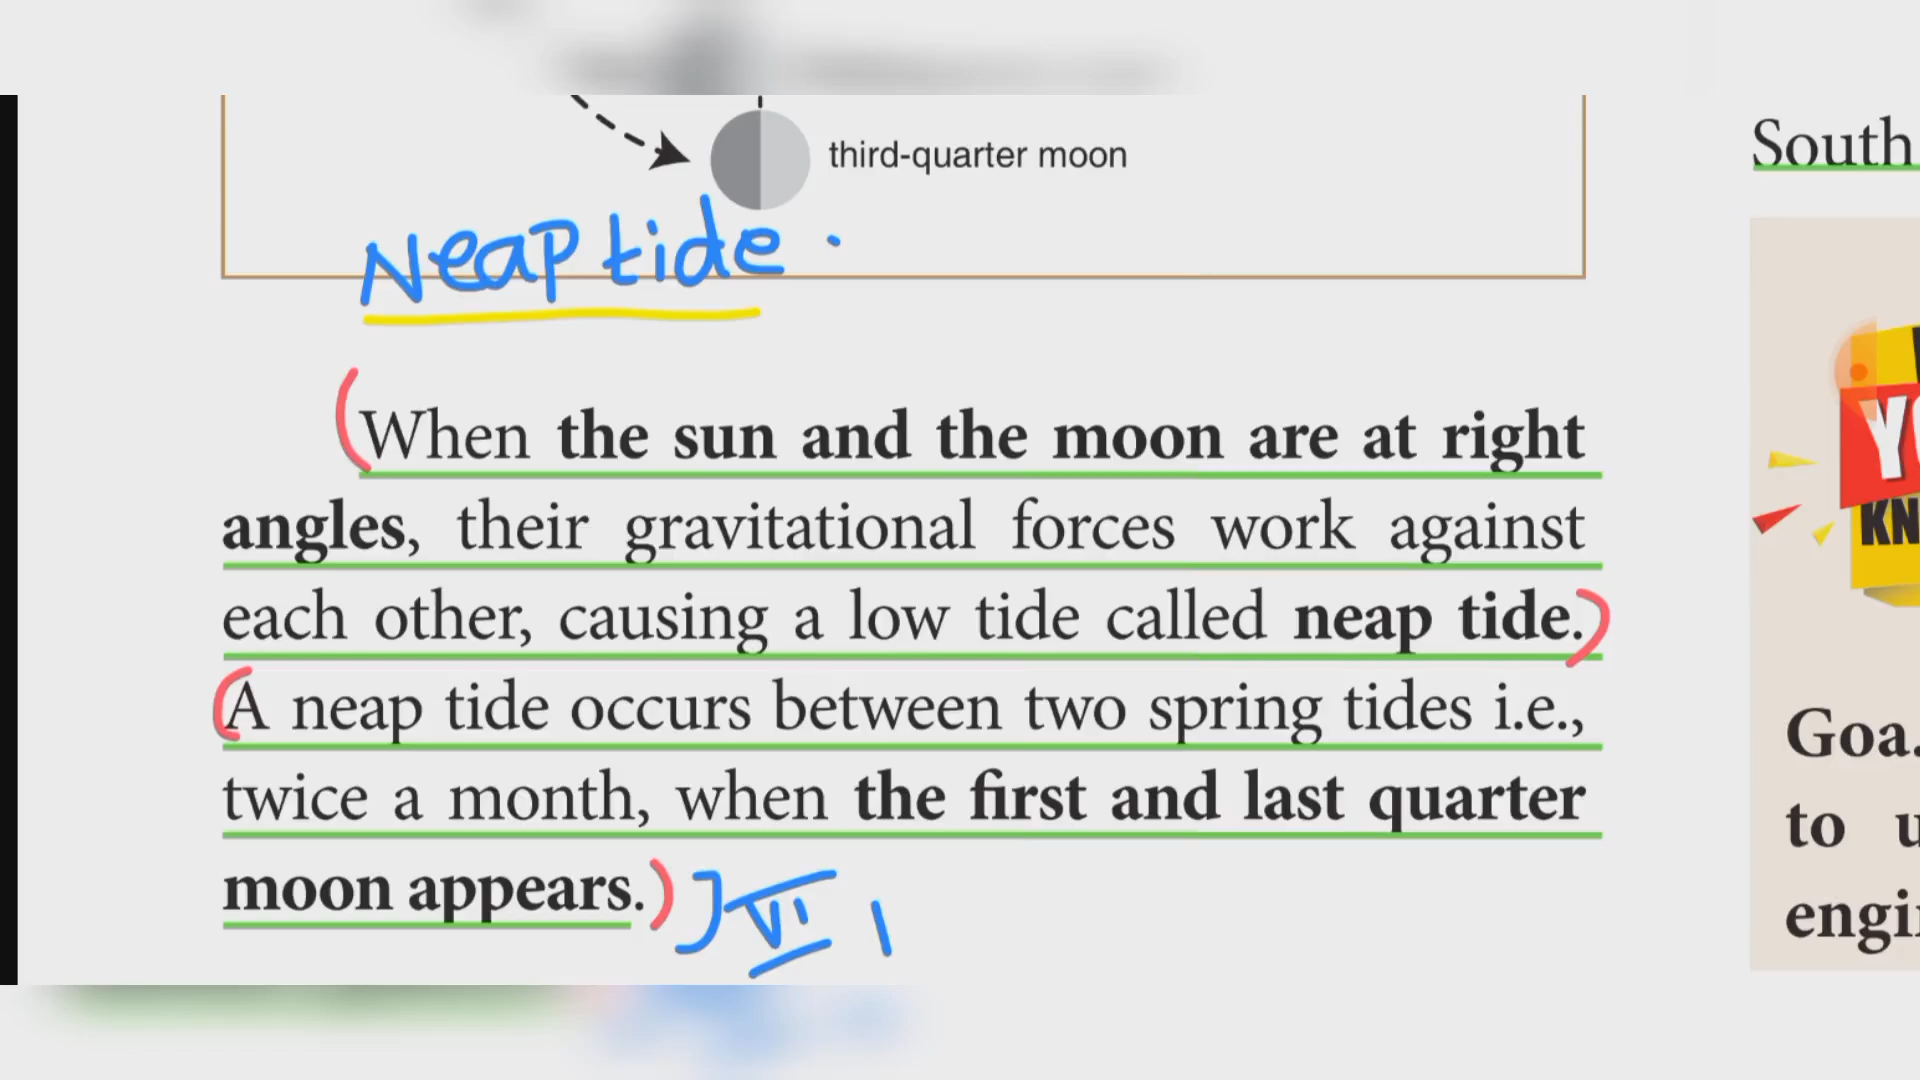 third-quarter moon
Neap tide.
When the sun and the moon are at right
angles, their gravitational forces work against
each other, causing a low tide called neap tide.
A neap tide occurs between two spring tides i.e.,
twice a month, when the first and last quarter
moon appears.
VI
South
Goa.
to u